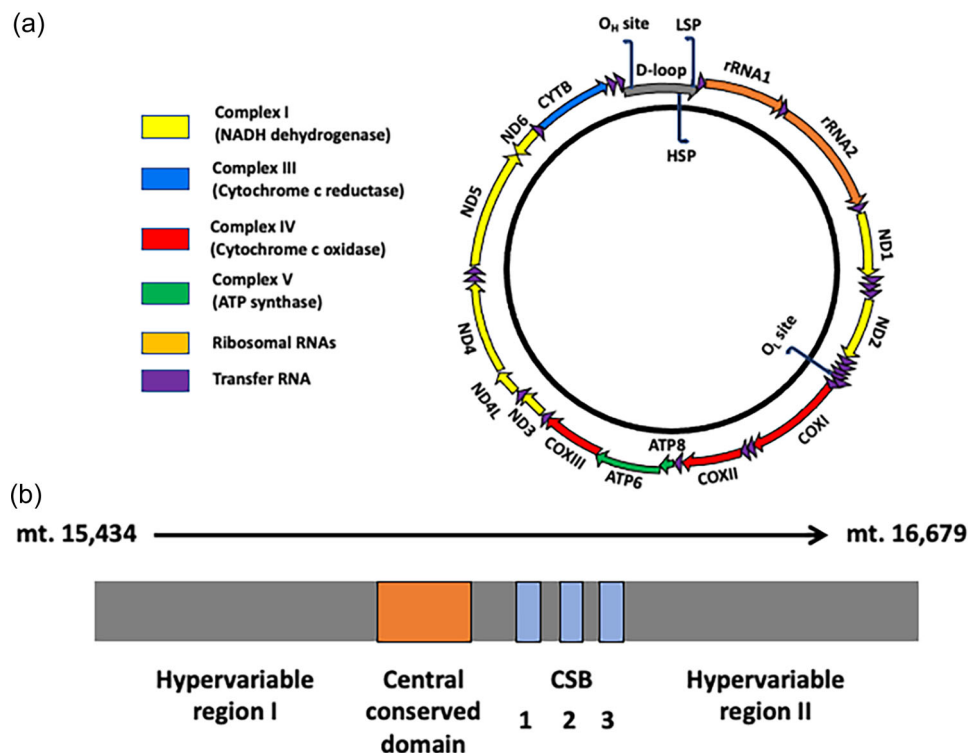 (a)
Complex I
(NADH dehydrogenase)
Complex III
(Cytochrome c reductase)
Complex IV
(Cytochrome c oxidase)
Complex V
(ATP synthase)
Ribosomal RNAs
Transfer RNA
OH site
LSP
D-loop
HSP
rRNA1
rRNA2
ND1
ND2
OL site
COXI
COXII
ATP8
ATP6
COXIII
ND3
ND4L
ND4
ND5
ND6
CYTB
(b)
mt. 15,434
mt. 16,679
Hypervariable
region I
Central
conserved
domain
CSB
1 2 3
Hypervariable
region II